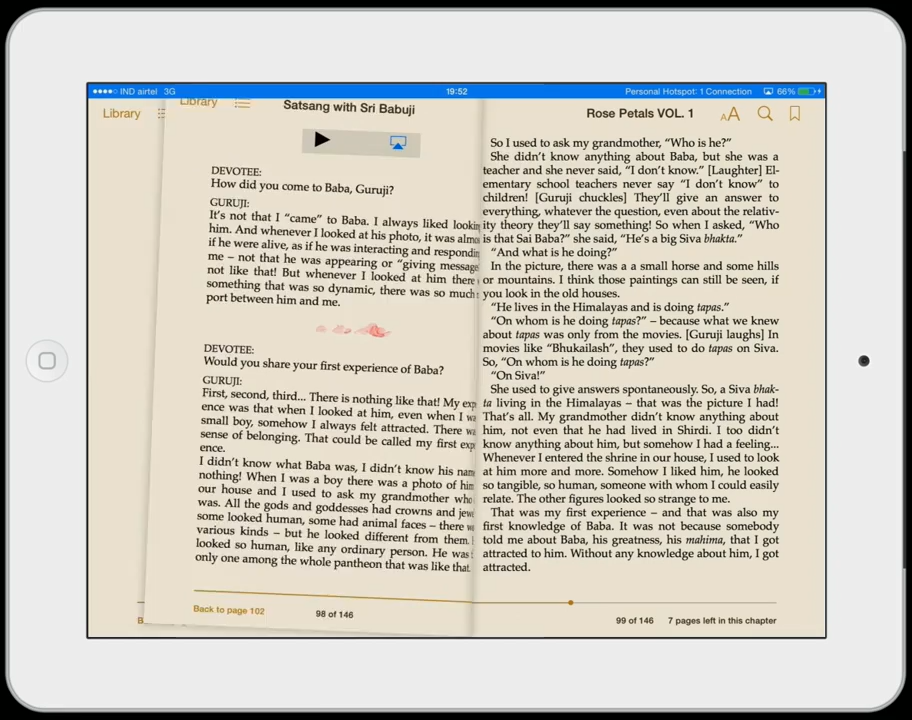 IND airtel 3G
19:52
Personal Hotspot: 1 Connection
66%
Library
Library
Satsang with Sri Babuji
DEVOTEE:
How did you come to Baba, Guruji?
GURUJI:
It's not that I “came” to Baba. I always liked
him. And whenever I looked at his photo, it was
if he were alive, as if he was interacting and
me – not that he was appearing or “giving
not like that! But whenever I looked at him there
something that was so dynamic, there was so much
port between him and me.
DEVOTEE:
Would you share your first experience of Baba?
GURUJI:
First, second, third... There is nothing like that! My
ence was that when I looked at him, even when I
small boy, somehow I always felt attracted. There
sense of belonging. That could be called my first
ence.
I didn't know what Baba was, I didn't know his
nothing! When I was a boy there was a photo of
our house and I used to ask my grandmother who
was. All the gods and goddesses had crowns and
some looked human, some had animal faces – there
various kinds – but he looked different from them.
looked so human, like any ordinary person. He was
only one among the whole pantheon that was like that.
Back to page 102
98 of 146
Rose Petals VOL. 1
AA
So I used to ask my grandmother, “Who is he?”
She didn't know anything about Baba, but she was a
teacher and she never said, “I don't know.” [Laughter] El-
ementary school teachers never say “I don't know” to
children! [Guruji chuckles] They'll give an answer to
everything, whatever the question, even about the relativ-
ity theory they'll say something! So when I asked, “Who
is that Sai Baba?” she said, “He's a big Siva bhakta.”
“And what is he doing?”
In the picture, there was a a small horse and some hills
or mountains. I think those paintings can still be seen, if
you look in the old houses.
“He lives in the Himalayas and is doing tapas.”
“On whom is he doing tapas?” – because what we knew
about tapas was only from the movies. [Guruji laughs] In
movies like “Bhukailash”, they used to do tapas on Siva.
So, “On whom is he doing tapas?”
“On Siva!”
She used to give answers spontaneously. So, a Siva bhak-
ta living in the Himalayas – that was the picture I had!
That's all. My grandmother didn't know anything about
him, not even that he had lived in Shirdi. I too didn't
know anything about him, but somehow I had a feeling...
Whenever I entered the shrine in our house, I used to look
at him more and more. Somehow I liked him, he looked
so tangible, so human, someone with whom I could easily
relate. The other figures looked so strange to me.
That was my first experience – and that was also my
first knowledge of Baba. It was not because somebody
told me about Baba, his greatness, his mahima, that I got
attracted to him. Without any knowledge about him, I got
attracted.
99 of 146
7 pages left in this chapter